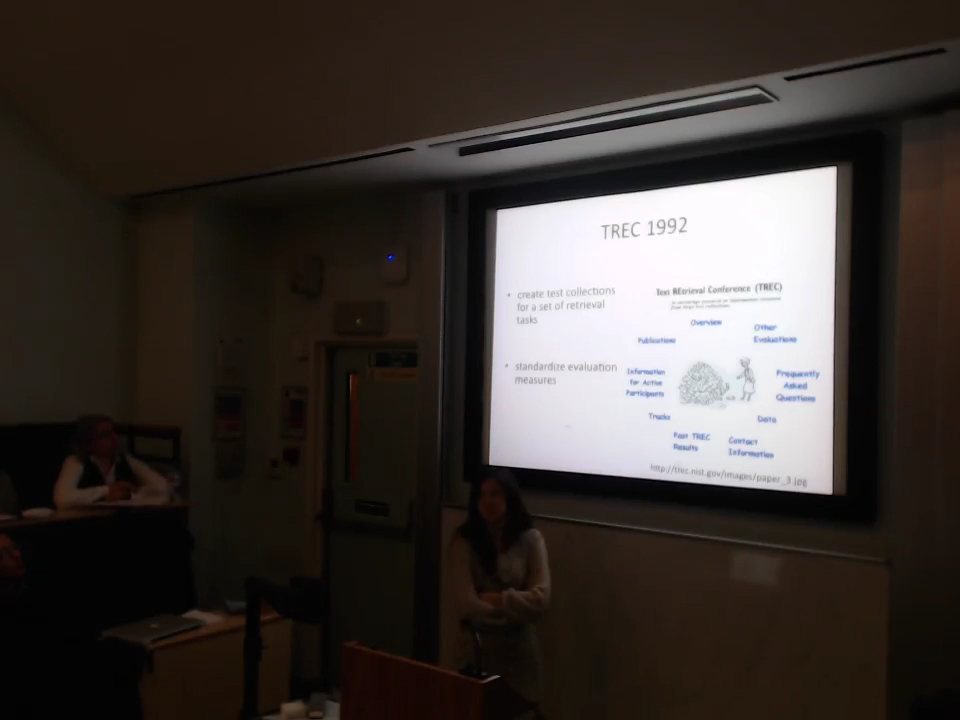 TREC 1992
• create test collections
for a set of retrieval
tasks
• standardize evaluation
measures
Text REtrieval Conference (TREC)
Overview
Other
Evaluations
Publications
Information
for Active
Participants
Frequently
Asked
Questions
Tracks
Data
Past TREC
Results
Contact
Information
http://trec.nist.gov/images/paper_3.jpg